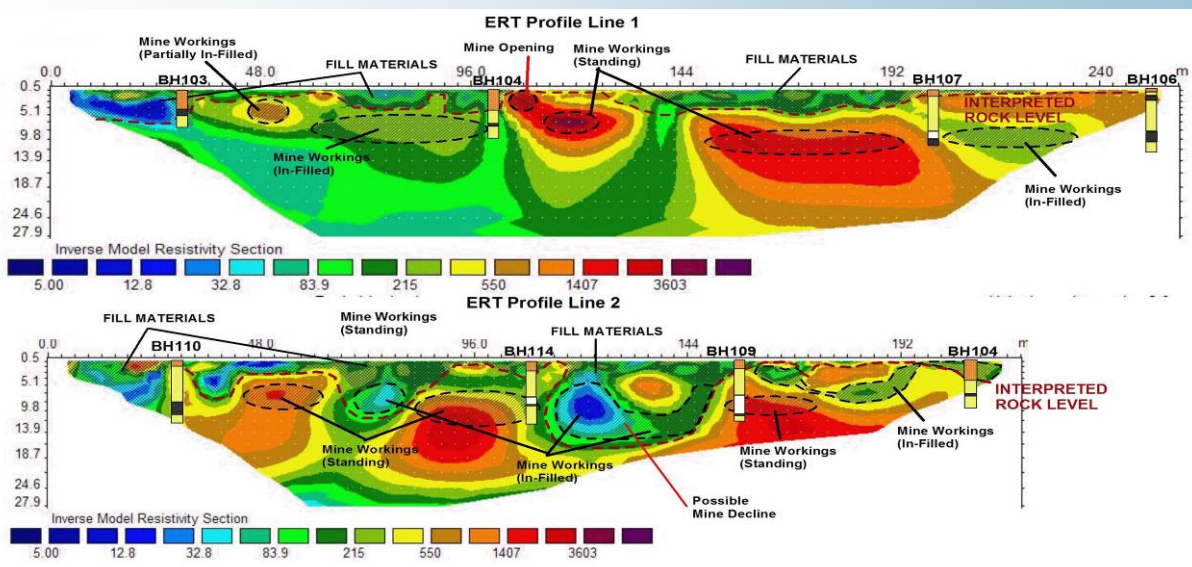 ERT Profile Line 1
Mine Workings
(Partially In-Filled)
FILL MATERIALS
Mine Opening
Mine Workings
(Standing)
FILL MATERIALS
0.0 48.0 96.0 144 192 240 m
BH103
BH104
BH107
BH106
0.5
5.1
9.8
13.9
18.7
24.6
27.9
INTERPRETED
ROCK LEVEL
Mine Workings
(In-Filled)
Mine Workings
(In-Filled)
Inverse Model Resistivity Section
5.00 12.8 32.8 83.9 215 550 1407 3603
ERT Profile Line 2
FILL MATERIALS
Mine Workings
(Standing)
FILL MATERIALS
0.0 48.0 96.0 144 192 m
BH110
BH114
BH109
BH104
0.5
5.1
9.8
13.9
18.7
24.6
27.9
INTERPRETED
ROCK LEVEL
Mine Workings
(Standing)
Mine Workings
(In-Filled)
Mine Workings
(Standing)
Mine Workings
(In-Filled)
Possible
Mine Decline
Inverse Model Resistivity Section
5.00 12.8 32.8 83.9 215 550 1407 3603